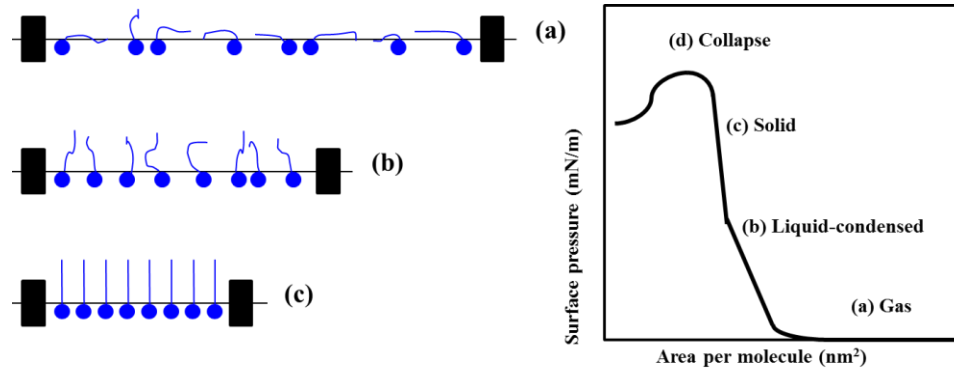 (a)
(b)
(c)
(d) Collapse
(c) Solid
(b) Liquid-condensed
(a) Gas
Surface pressure (mN/m)
Area per molecule (nm²)